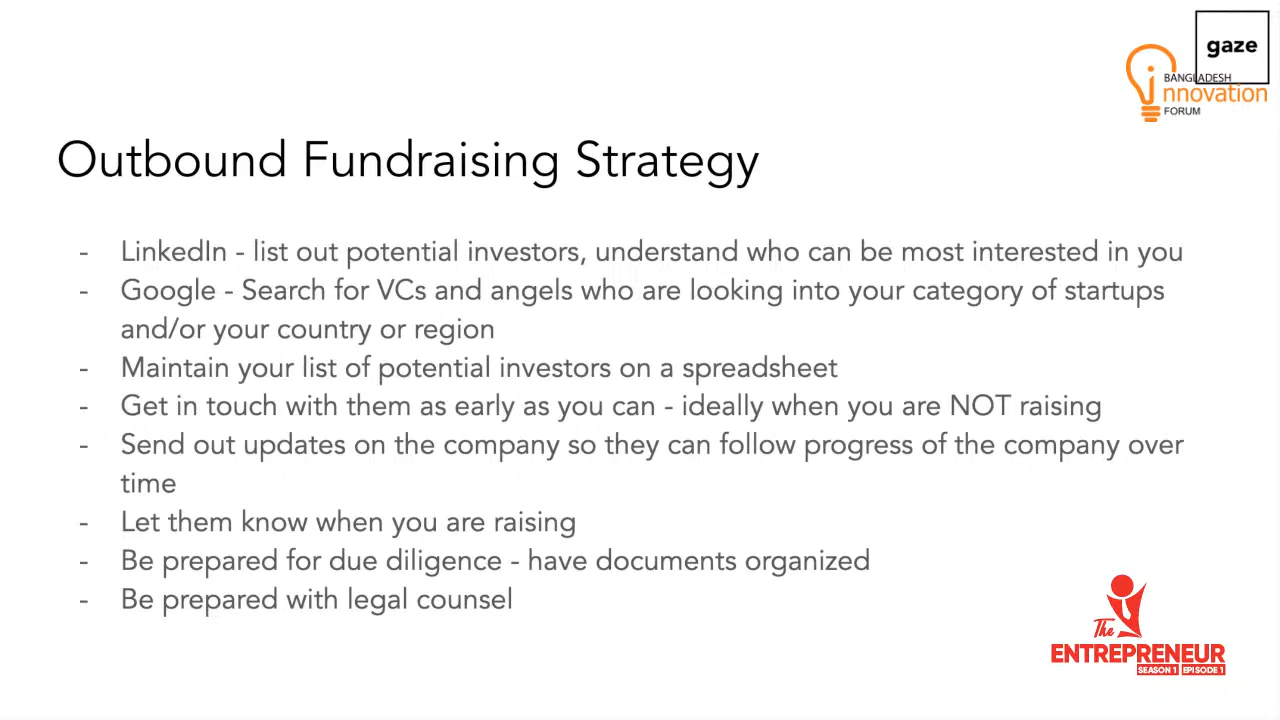 gaze
BANGLADESH
innovation
FORUM
Outbound Fundraising Strategy
- LinkedIn - list out potential investors, understand who can be most interested in you
- Google - Search for VCs and angels who are looking into your category of startups
and/or your country or region
- Maintain your list of potential investors on a spreadsheet
- Get in touch with them as early as you can - ideally when you are NOT raising
- Send out updates on the company so they can follow progress of the company over
time
- Let them know when you are raising
- Be prepared for due diligence - have documents organized
- Be prepared with legal counsel
The
ENTREPRENEUR
SEASON 1 EPISODE 1